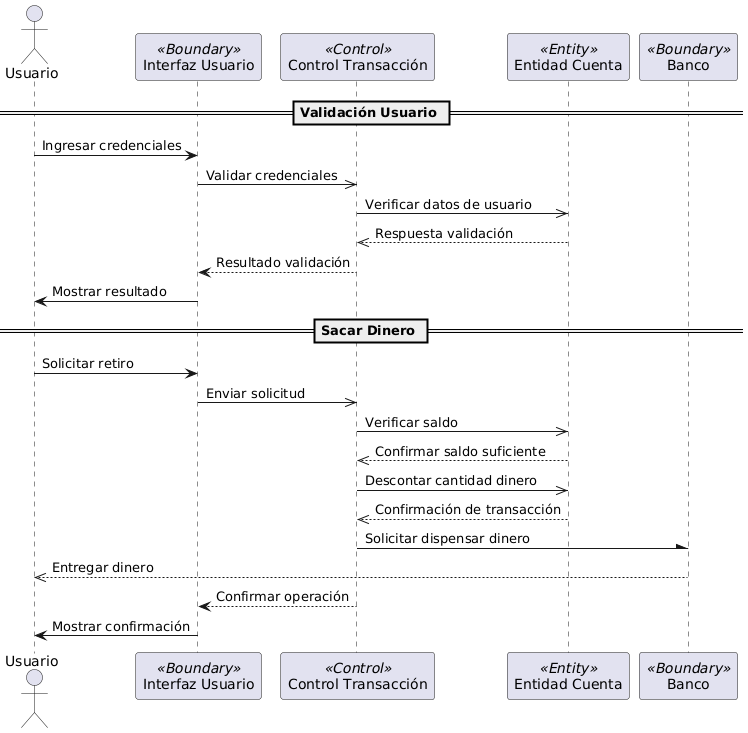 Usuario
«Boundary»
Interfaz Usuario
«Control»
Control Transacción
«Entity»
Entidad Cuenta
«Boundary»
Banco
Validación Usuario
Ingresar credenciales
Validar credenciales
Verificar datos de usuario
Respuesta validación
Resultado validación
Mostrar resultado
Sacar Dinero
Solicitar retiro
Enviar solicitud
Verificar saldo
Confirmar saldo suficiente
Descontar cantidad dinero
Confirmación de transacción
Solicitar dispensar dinero
Entregar dinero
Confirmar operación
Mostrar confirmación
Usuario
«Boundary»
Interfaz Usuario
«Control»
Control Transacción
«Entity»
Entidad Cuenta
«Boundary»
Banco